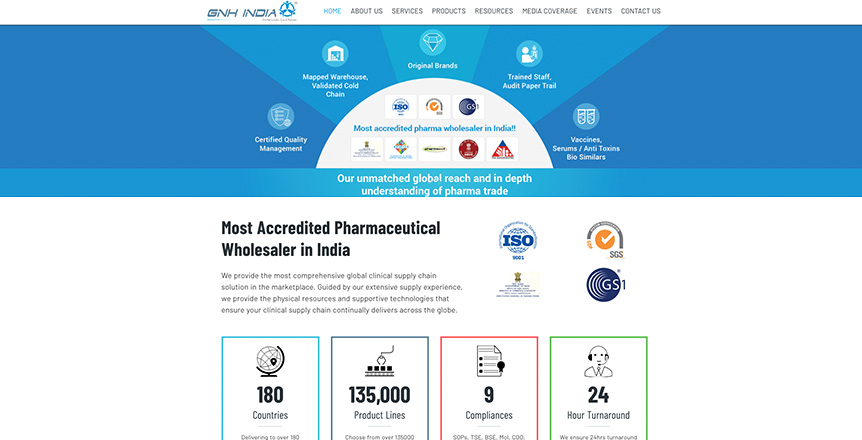 GNH INDIA
HOME ABOUT US SERVICES PRODUCTS RESOURCES MEDIA COVERAGE EVENTS CONTACT US
Original Brands
Mapped Warehouse,
Validated Cold
Chain
Trained Staff,
Audit Paper Trail
ISO
SGS
GS1
Most accredited pharma wholesaler in India!!
Certified Quality
Management
Vaccines,
Serums / Anti Toxins
Bio Similars
Our unmatched global reach and in depth
understanding of pharma trade
Most Accredited Pharmaceutical
Wholesaler in India
ISO
9001
SGS
GS1
We provide the most comprehensive global clinical supply chain
solution in the marketplace. Guided by our extensive supply experience,
we provide the physical resources and supportive technologies that
ensure your clinical supply chain continually delivers across the globe.
180
Countries
Delivering to over 180
135,000
Product Lines
Choose from over 135000
9
Compliances
SOPs, TSE, BSE, Mol, COO,
24
Hour Turnaround
We ensure 24hrs turnaround